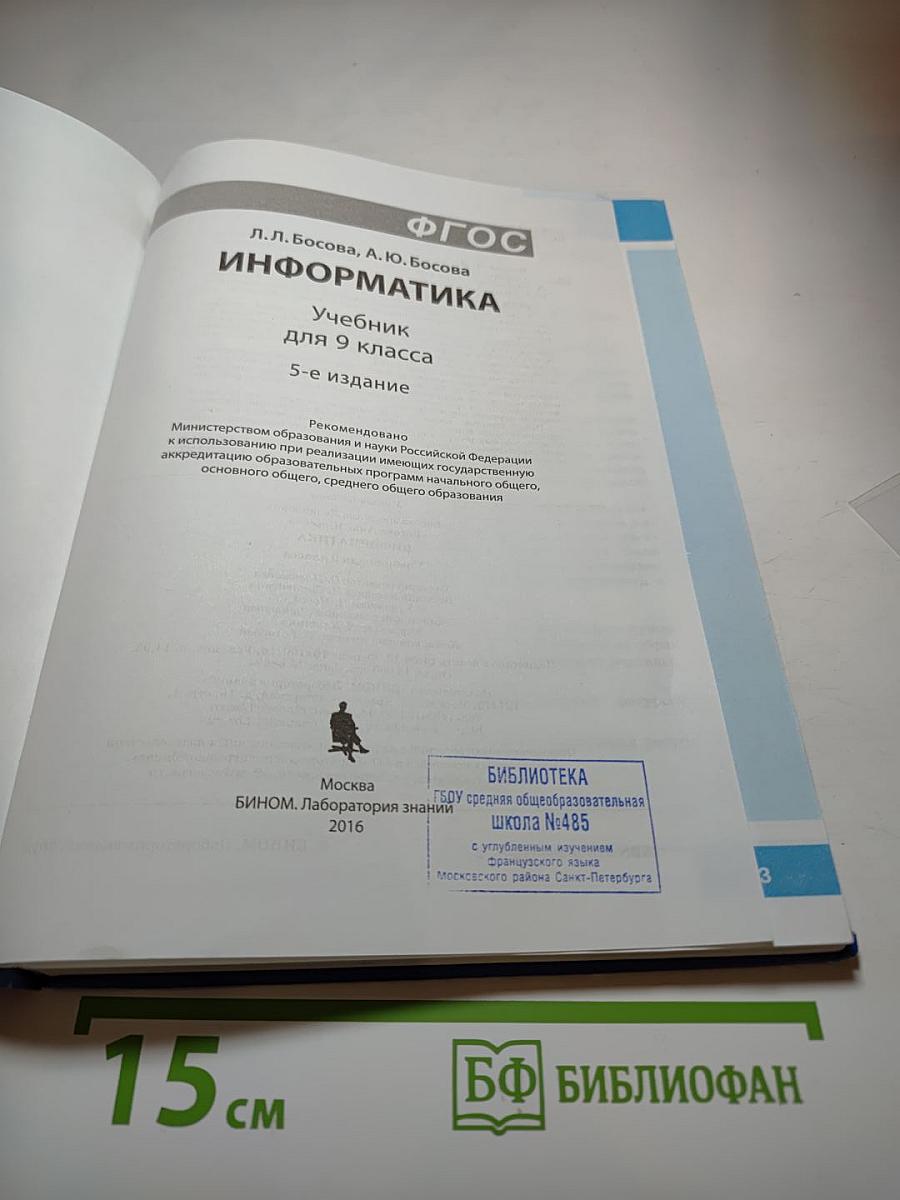 ФГОС
Л. Л. Босова, А. Ю. Босова
ИНФОРМАТИКА
Учебник
для 9 класса
5-е издание
Рекомендовано
Министерством образования и науки Российской Федерации
к использованию при реализации имеющих государственную
аккредитацию образовательных программ начального общего,
основного общего, среднего общего образования
Москва
БИНОМ. Лаборатория знаний
2016
БИБЛИОТЕКА
ГБОУ средняя общеобразовательная
школа №485
с углубленным изучением
французского языка
Московского района Санкт-Петербурга
3
15 см
БФ БИБЛИОФАН